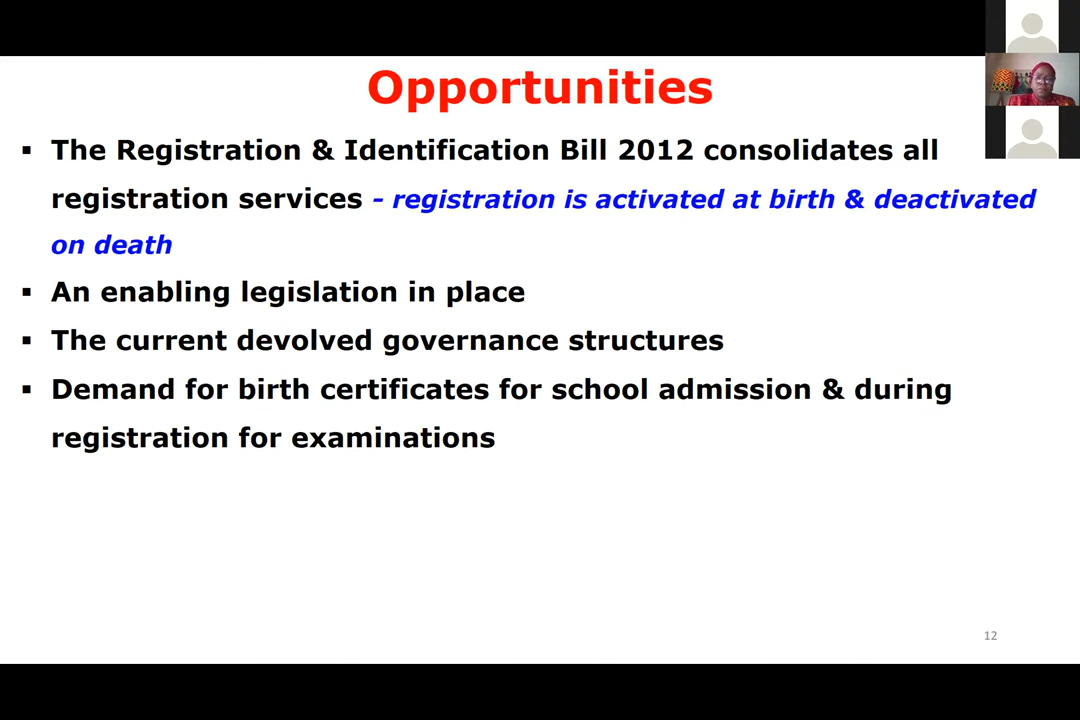 Opportunities
▪ The Registration & Identification Bill 2012 consolidates all
registration services - registration is activated at birth & deactivated
on death
▪ An enabling legislation in place
▪ The current devolved governance structures
▪ Demand for birth certificates for school admission & during
registration for examinations
12